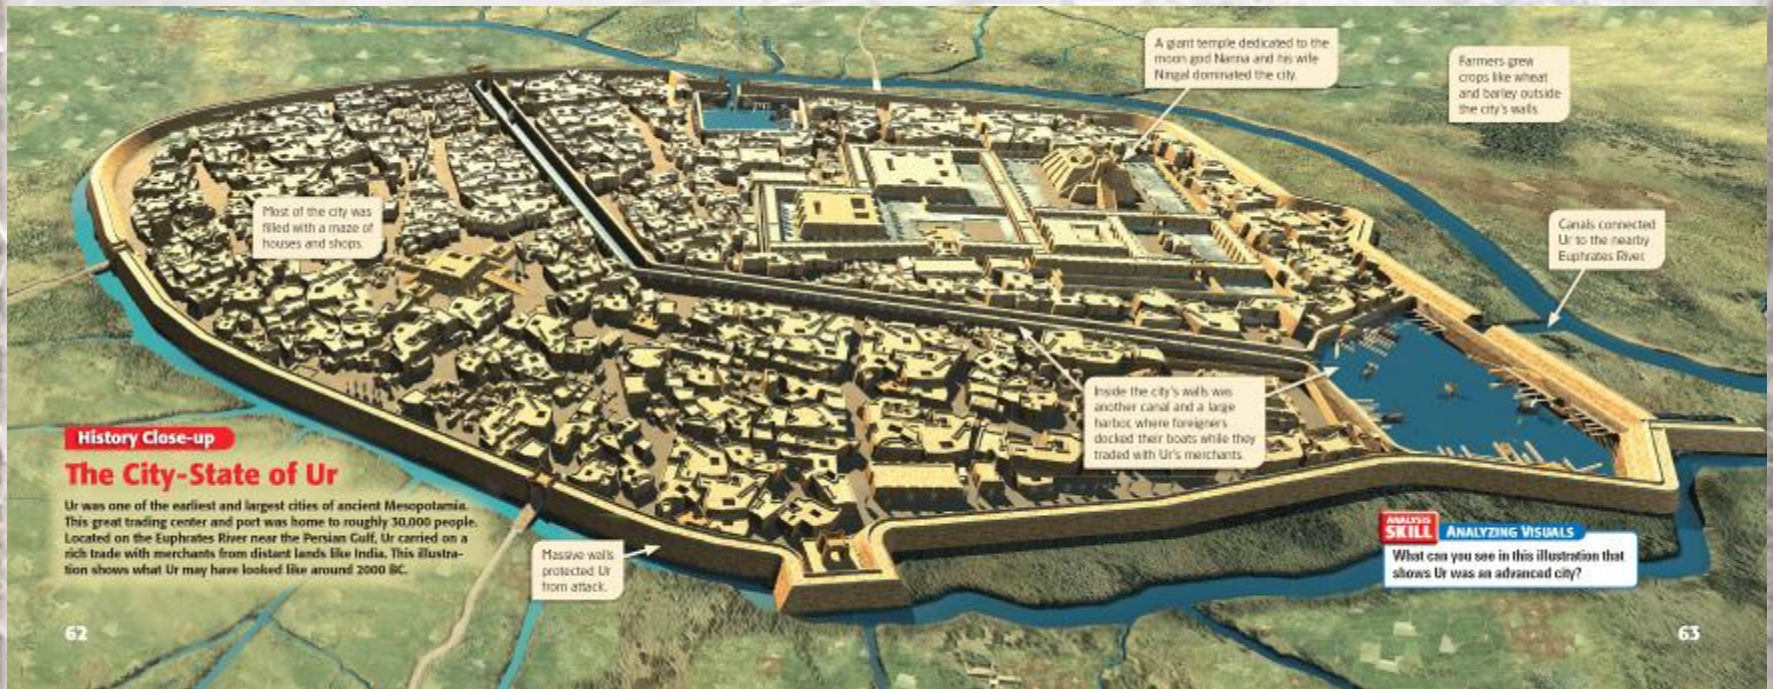 A giant temple dedicated to the
moon god Nanna and his wife
Ningal dominated the city.
Farmers grew
crops like wheat
and barley outside
the city's walls.
Most of the city was
filled with a maze of
houses and shops.
Canals connected
Ur to the nearby
Euphrates River.
Inside the city's walls was
another canal and a large
harbor, where foreigners
docked their boats while they
traded with Ur's merchants.
History Close-up
The City-State of Ur
Ur was one of the earliest and largest cities of ancient Mesopotamia.
This great trading center and port was home to roughly 30,000 people.
Located on the Euphrates River near the Persian Gulf, Ur carried on a
rich trade with merchants from distant lands like India. This illustra-
tion shows what Ur may have looked like around 2000 BC.
Massive walls
protected Ur
from attack.
ANALYSIS
SKILL
ANALYZING VISUALS
What can you see in this illustration that
shows Ur was an advanced city?
62
63